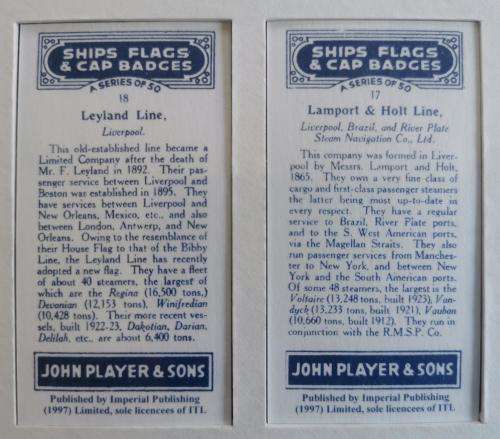 SHIPS FLAGS
& CAP BADGES
A SERIES OF 50
18
Leyland Line,
Liverpool.
This old-established line became a
Limited Company after the death of
Mr. F. Leyland in 1892. Their pas-
senger service between Liverpool and
Boston was established in 1895. They
have services between Liverpool and
New Orleans, Mexico, etc., and also
between London, Antwerp, and New
Orleans. Owing to the resemblance of
their House Flag to that of the Bibby
Line, the Leyland Line has recently
adopted a new flag. They have a fleet
of about 40 steamers, the largest of
which are the Regina (16,500 tons,)
Devonian (12,153 tons), Winifredian
(10,428 tons). Their more recent ves-
sels, built 1922-23, Dakotian, Darian,
Delilah, etc., are about 6,400 tons.
JOHN PLAYER & SONS
Published by Imperial Publishing
(1997) Limited, sole licencees of ITL
SHIPS FLAGS
& CAP BADGES
A SERIES OF 50
17
Lamport & Holt Line,
Liverpool, Brazil, and River Plate
Steam Navigation Co., Ltd.
This company was formed in Liver-
pool by Messrs. Lamport and Holt,
1865. They own a very fine class of
cargo and first-class passenger steamers
the latter being most up-to-date in
every respect. They have a regular
service to Brazil, River Plate ports,
and to the S. West American ports,
via the Magellan Straits. They also
run passenger services from Manches-
ter to New York, and between New
York and the South American ports.
Of some 48 steamers, the largest is the
Voltaire (13,248 tons, built 1923), Van-
dyck (13,233 tons, built 1921), Vauban
(10,660 tons, built 1912). They run in
conjunction with the R.M.S.P. Co.
JOHN PLAYER & SONS
Published by Imperial Publishing
(1997) Limited, sole licencees of ITL